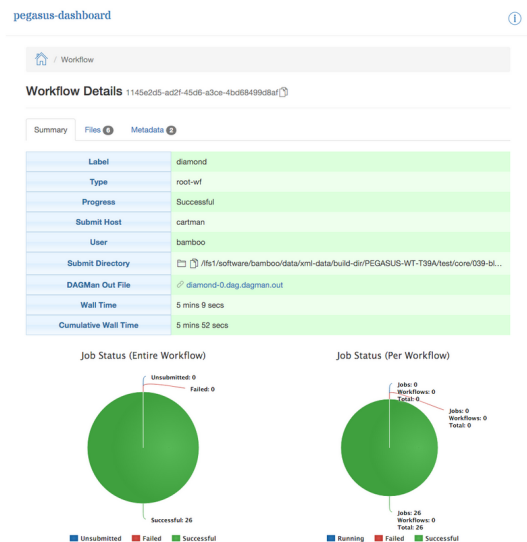 pegasus-dashboard
/ Workflow
Workflow Details 1145e2d5-ad2f-45d6-a3ce-4bd68499d8af
Summary Files 6 Metadata 2
Label diamond
Type root-wf
Progress Successful
Submit Host cartman
User bamboo
Submit Directory /lfs1/software/bamboo/data/xml-data/build-dir/PEGASUS-WT-T39A/test/core/039-bl...
DAGMan Out File diamond-0.dag.dagman.out
Wall Time 5 mins 9 secs
Cumulative Wall Time 5 mins 52 secs
Job Status (Entire Workflow)
Unsubmitted: 0
Failed: 0
Successful: 26
Unsubmitted Failed Successful
Job Status (Per Workflow)
Jobs: 0
Workflows: 0
Total: 0
Jobs: 0
Workflows: 0
Total: 0
Jobs: 26
Workflows: 0
Total: 26
Running Failed Successful